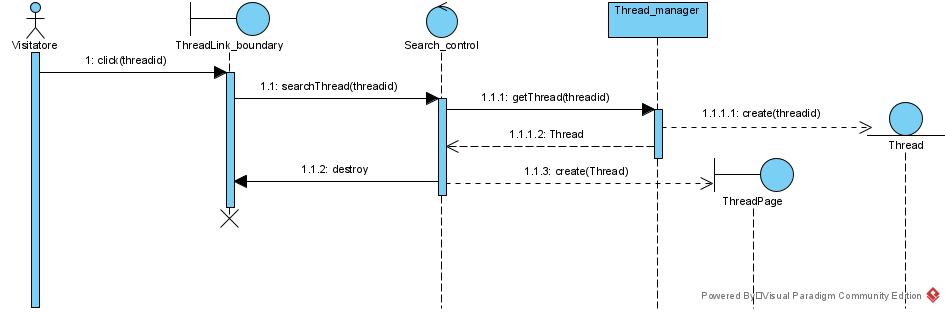 Thread_manager
Visitatore
ThreadLink_boundary
Search_control
1: click(threadid)
1.1: searchThread(threadid)
1.1.1: getThread(threadid)
1.1.1.1: create(threadid)
1.1.1.2: Thread
Thread
1.1.2: destroy
1.1.3: create(Thread)
ThreadPage
Powered By Visual Paradigm Community Edition